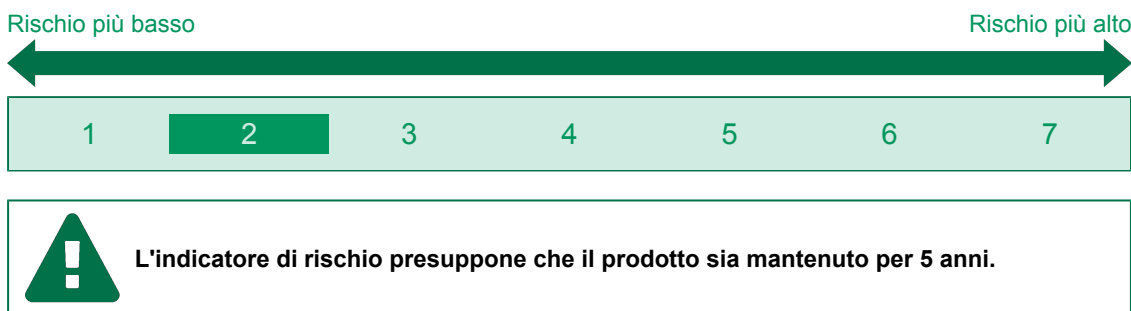 Rischio più basso Rischio più alto
1 2 3 4 5 6 7
L'indicatore di rischio presuppone che il prodotto sia mantenuto per 5 anni.